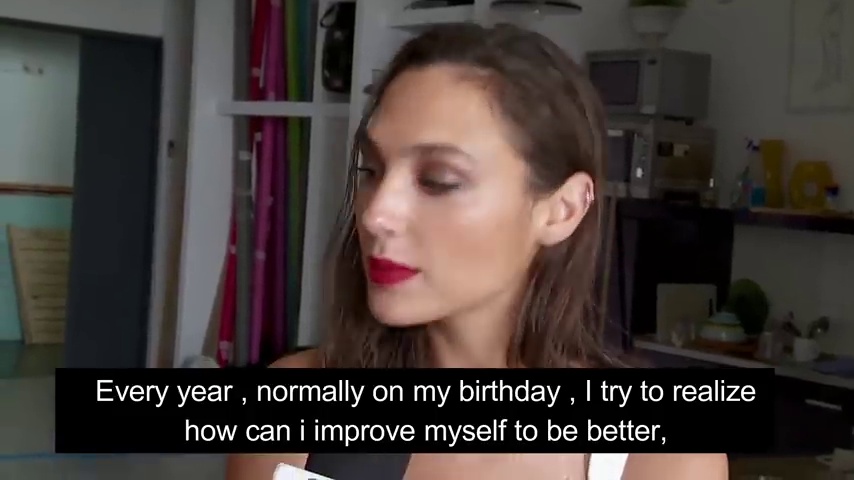 Every year , normally on my birthday , I try to realize
how can i improve myself to be better,